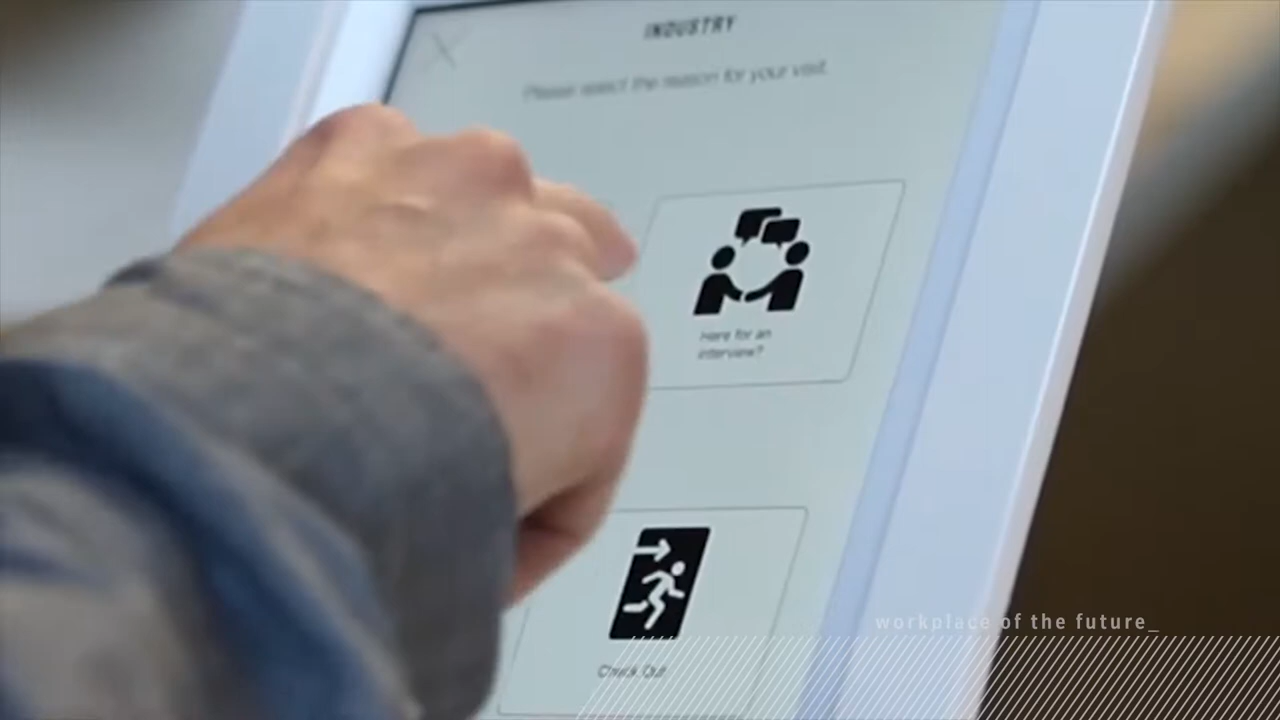 INDUSTRY
Please select the reason for your visit.
Here for an
interview?
Check Out
workplace of the future_